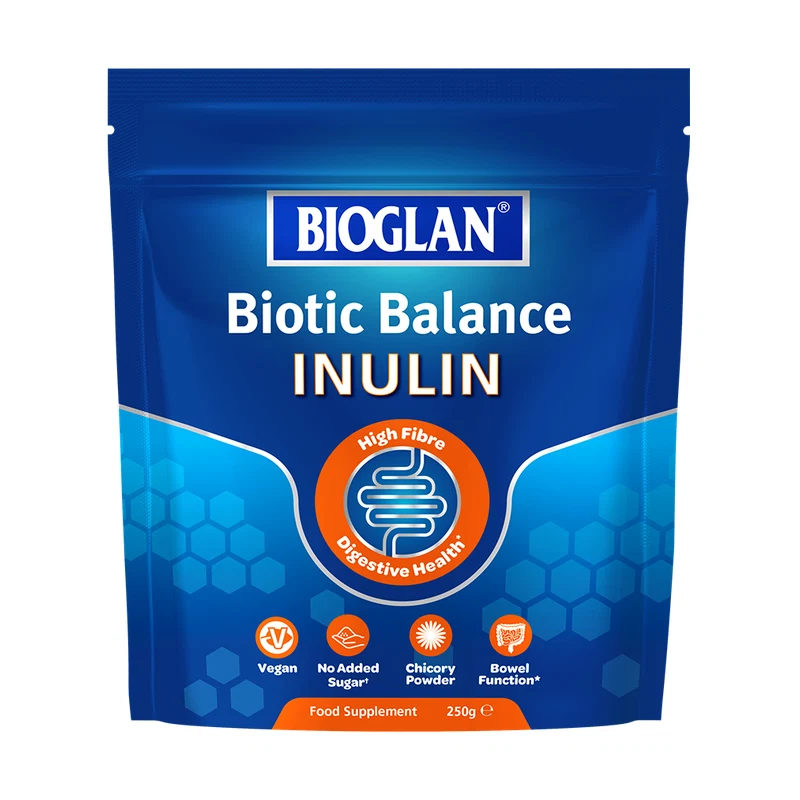 BIOGLAN®
Biotic Balance
INULIN
High Fibre
Digestive Health*
Vegan
No Added
Sugar†
Chicory
Powder
Bowel
Function*
Food Supplement 250g ℮